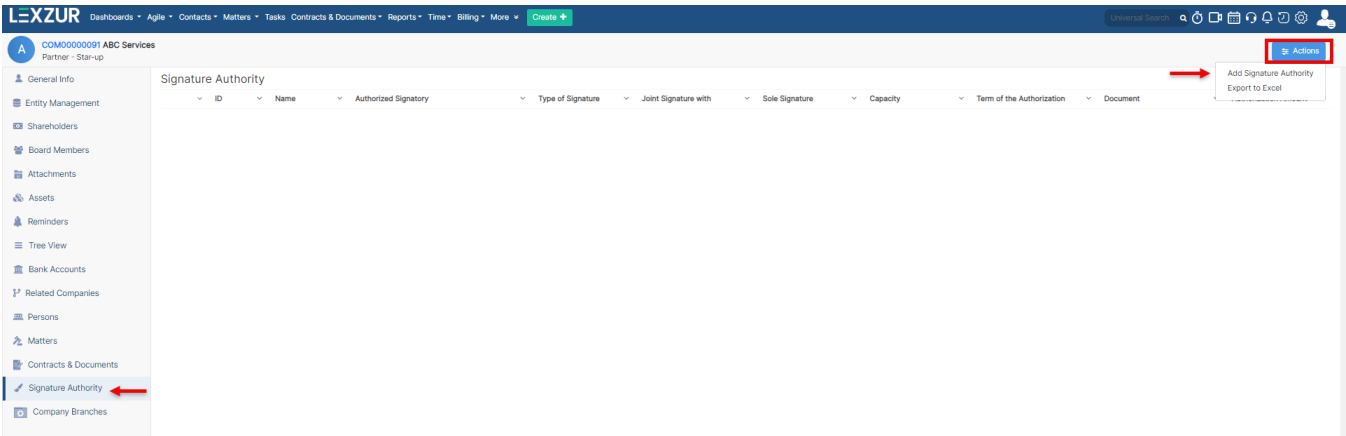 LEXZUR Dashboards Agile Contacts Matters Tasks Contracts & Documents Reports Time Billing More Create + Universal Search
A COM00000091 ABC Services
Partner - Star-up
Actions
Add Signature Authority
Export to Excel
General Info
Entity Management
Shareholders
Board Members
Attachments
Assets
Reminders
Tree View
Bank Accounts
Related Companies
Persons
Matters
Contracts & Documents
Signature Authority
Company Branches
Signature Authority
ID Name Authorized Signatory Type of Signature Joint Signature with Sole Signature Capacity Term of the Authorization Document